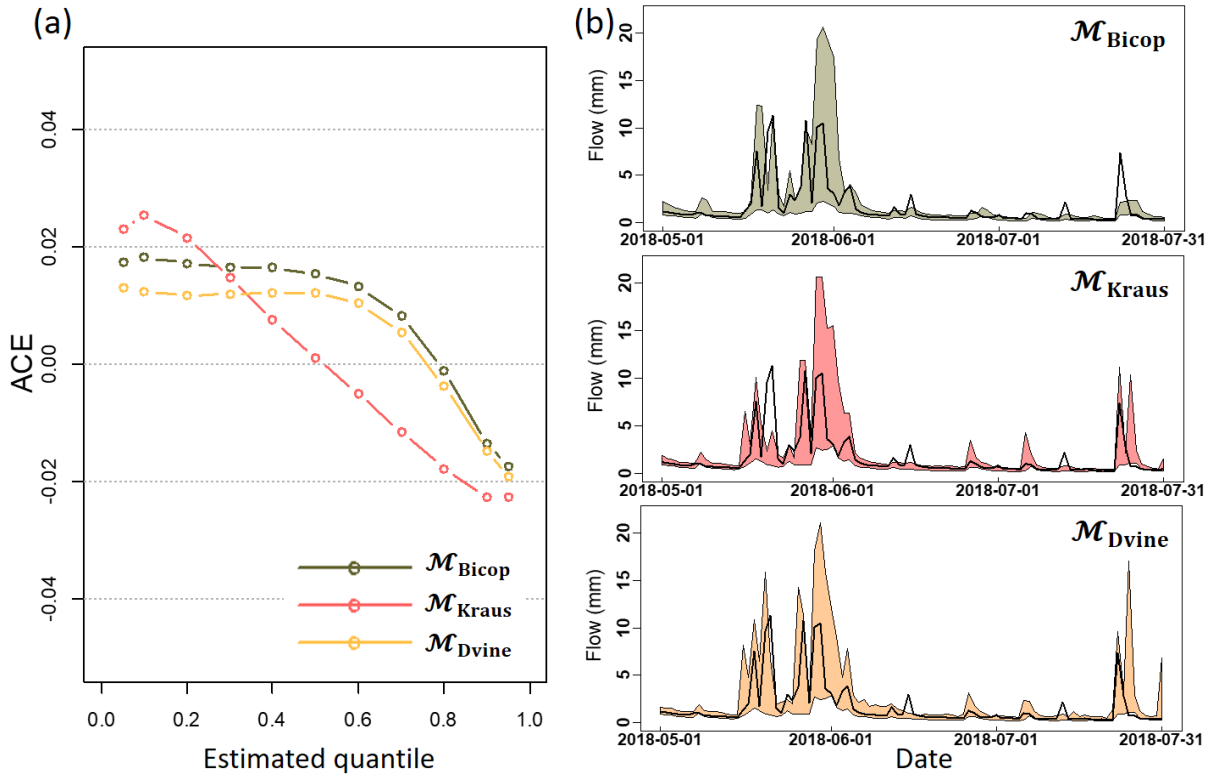 (a)
ACE
0.04
0.02
0.00
-0.02
-0.04
0.0 0.2 0.4 0.6 0.8 1.0
Estimated quantile
ℳBicop
ℳKraus
ℳDvine
(b)
ℳBicop
Flow (mm)
20
15
10
5
0
2018-05-01 2018-06-01 2018-07-01 2018-07-31
ℳKraus
Flow (mm)
20
15
10
5
0
2018-05-01 2018-06-01 2018-07-01 2018-07-31
ℳDvine
Flow (mm)
20
15
10
5
0
2018-05-01 2018-06-01 2018-07-01 2018-07-31
Date